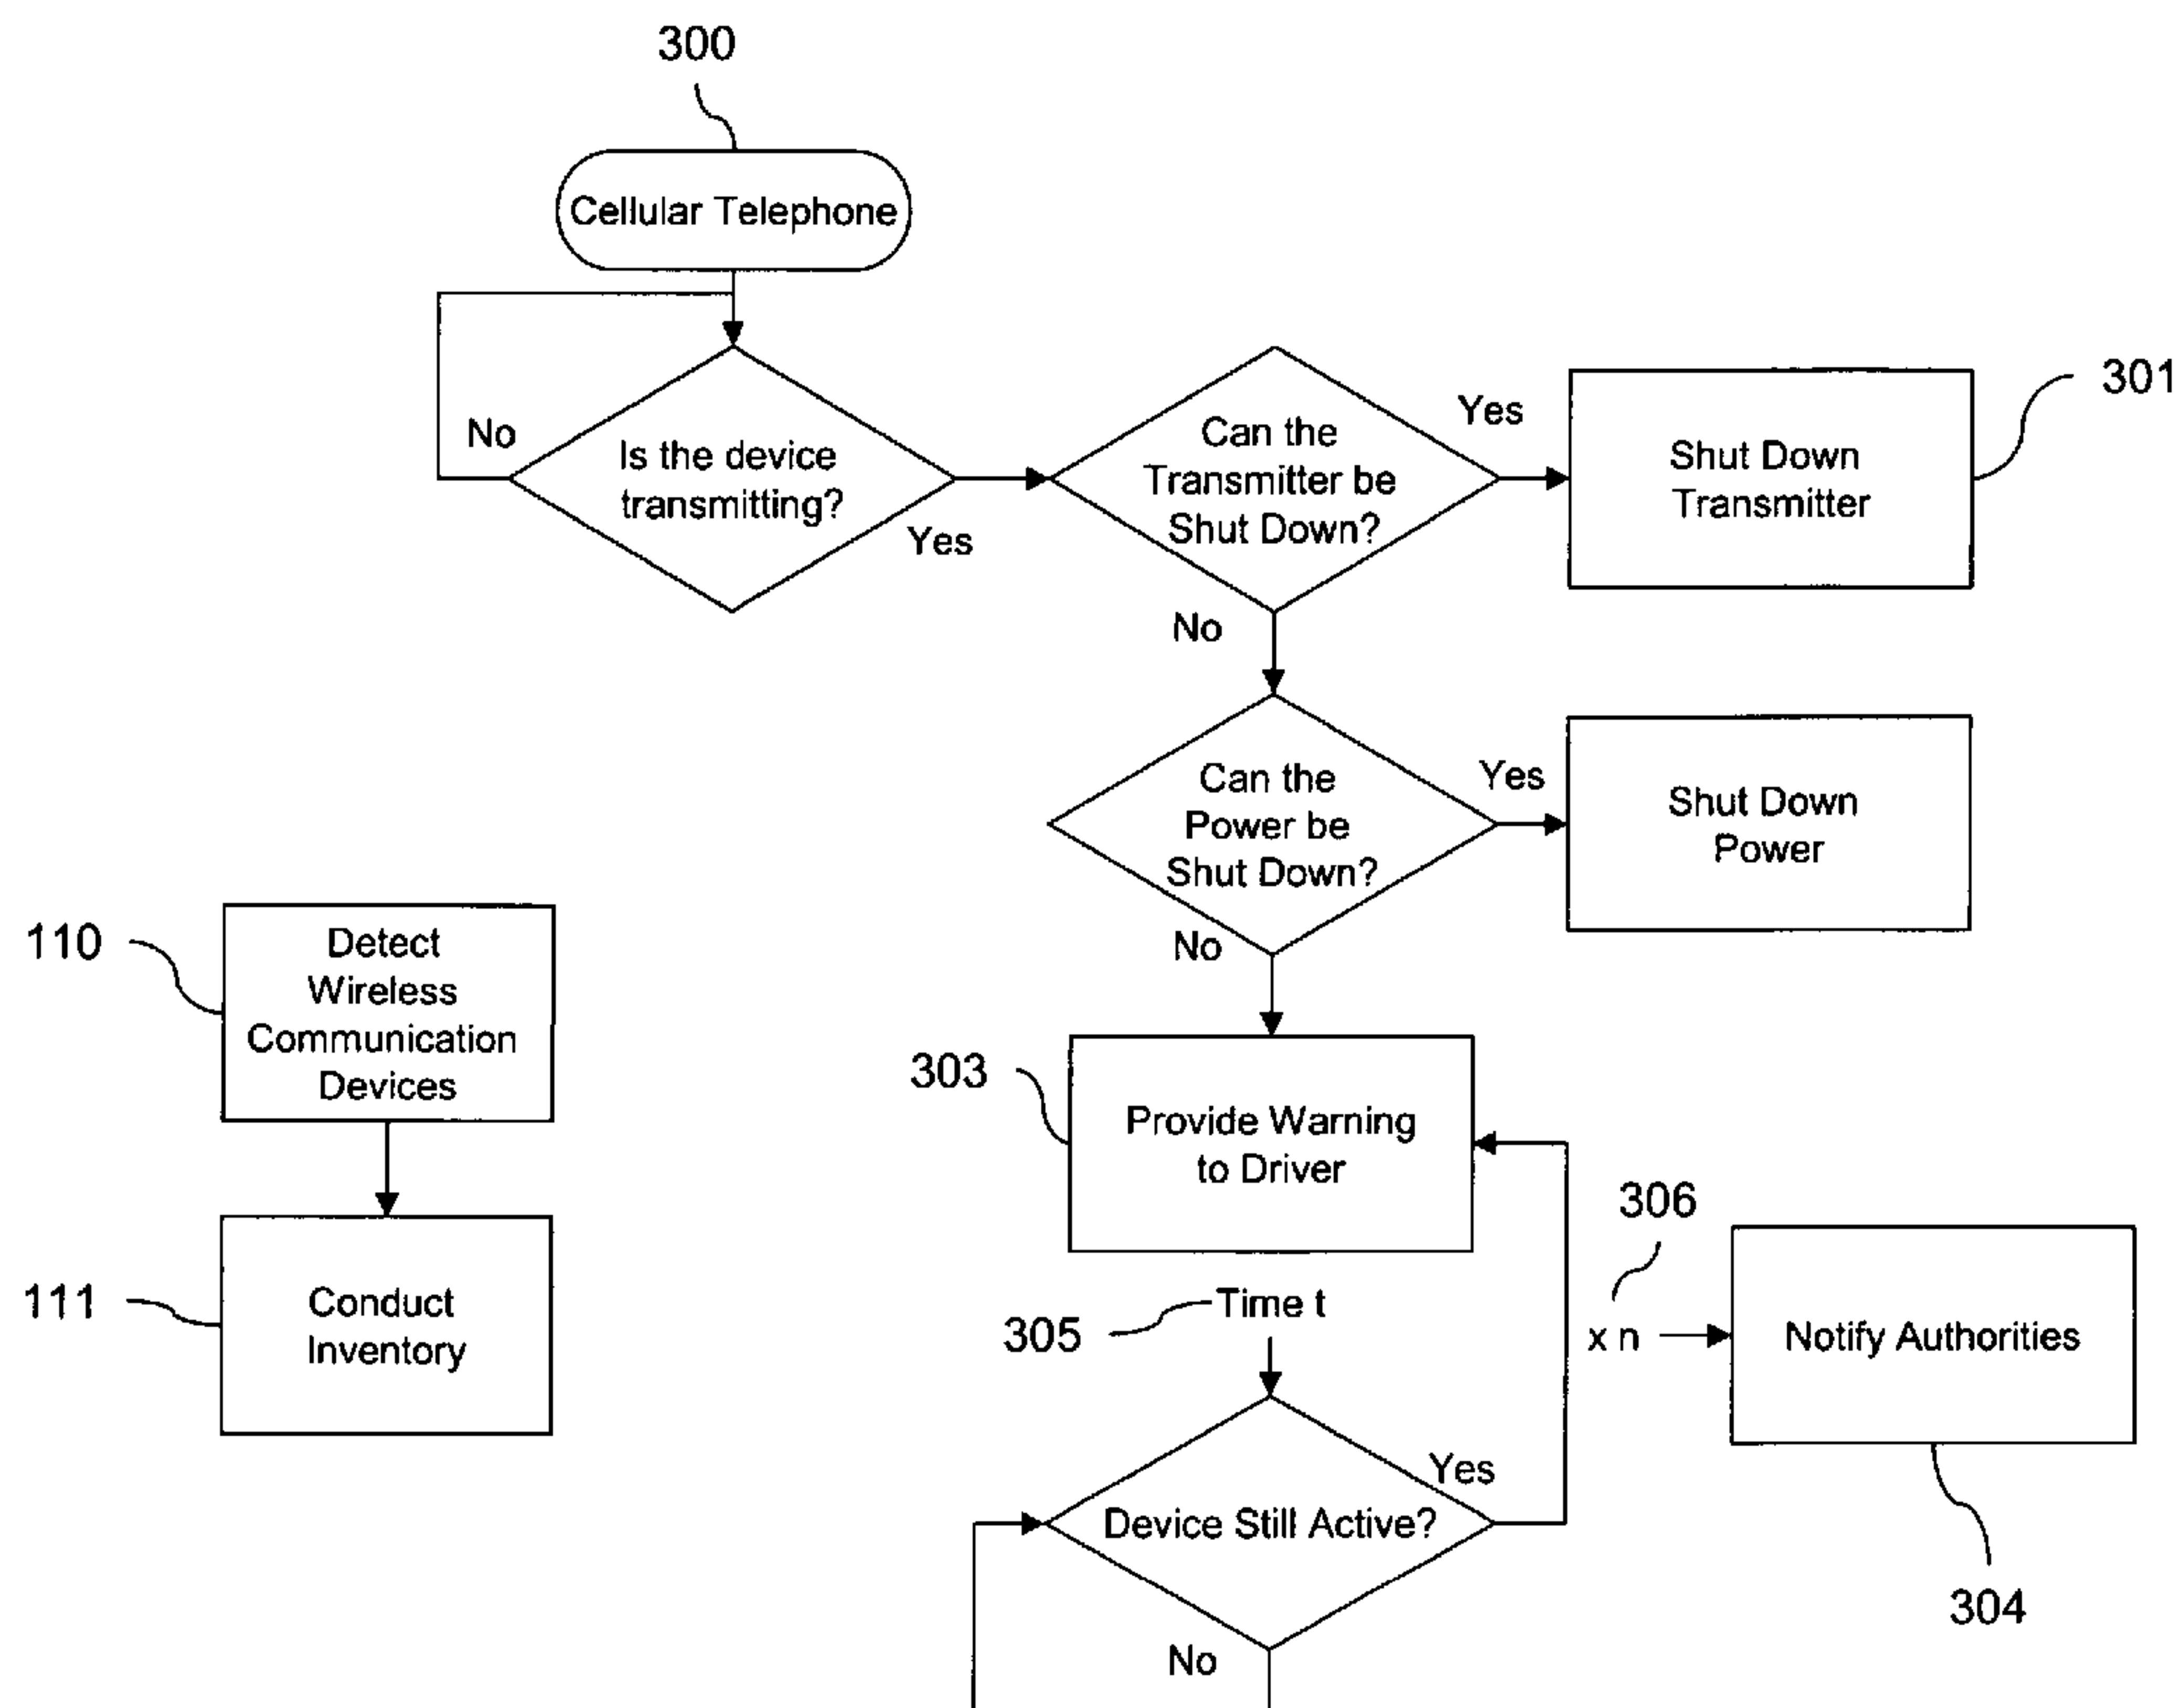 300
Cellular Telephone
No
Is the device
transmitting?
Yes
Can the
Transmitter be
Shut Down?
Yes
Shut Down
Transmitter
301
No
Can the
Power be
Shut Down?
Yes
Shut Down
Power
No
110
Detect
Wireless
Communication
Devices
111
Conduct
Inventory
303
Provide Warning
to Driver
305
Time t
306
x n
Notify Authorities
304
Device Still Active?
Yes
No